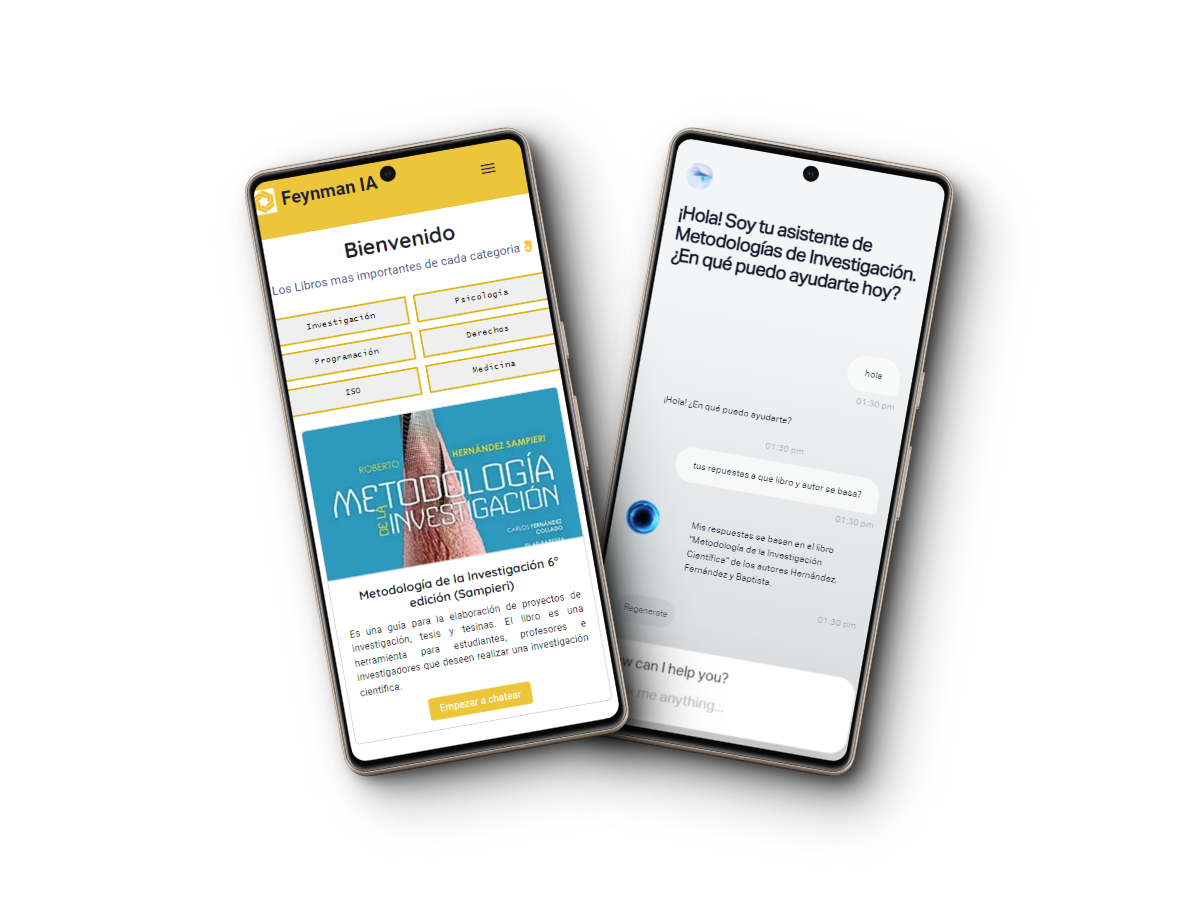 Feynman IA
Bienvenido
Los Libros mas importantes de cada categoria
Investigación
Psicología
Programación
Derechos
ISO
Medicina
ROBERTO
HERNÁNDEZ SAMPIERI
METODOLOGÍA
DE LA
INVESTIGACIÓN
CARLOS FERNÁNDEZ
COLLADO
Metodología de la Investigación 6°
edición (Sampieri)
Es una guía para la elaboración de proyectos de
investigación, tesis y tesinas. El libro es una
herramienta para estudiantes, profesores e
investigadores que deseen realizar una investigación
científica.
Empezar a chatear
¡Hola! Soy tu asistente de
Metodologías de Investigación.
¿En qué puedo ayudarte hoy?
hola
01:30 pm
¡Hola! ¿En qué puedo ayudarte?
01:30 pm
tus repuestas a que libro y autor se basa?
01:30 pm
Mis respuestas se basan en el libro
"Metodología de la Investigación
Científica" de los autores Hernández,
Fernández y Baptista.
01:30 pm
Regenerate
can I help you?
me anything...